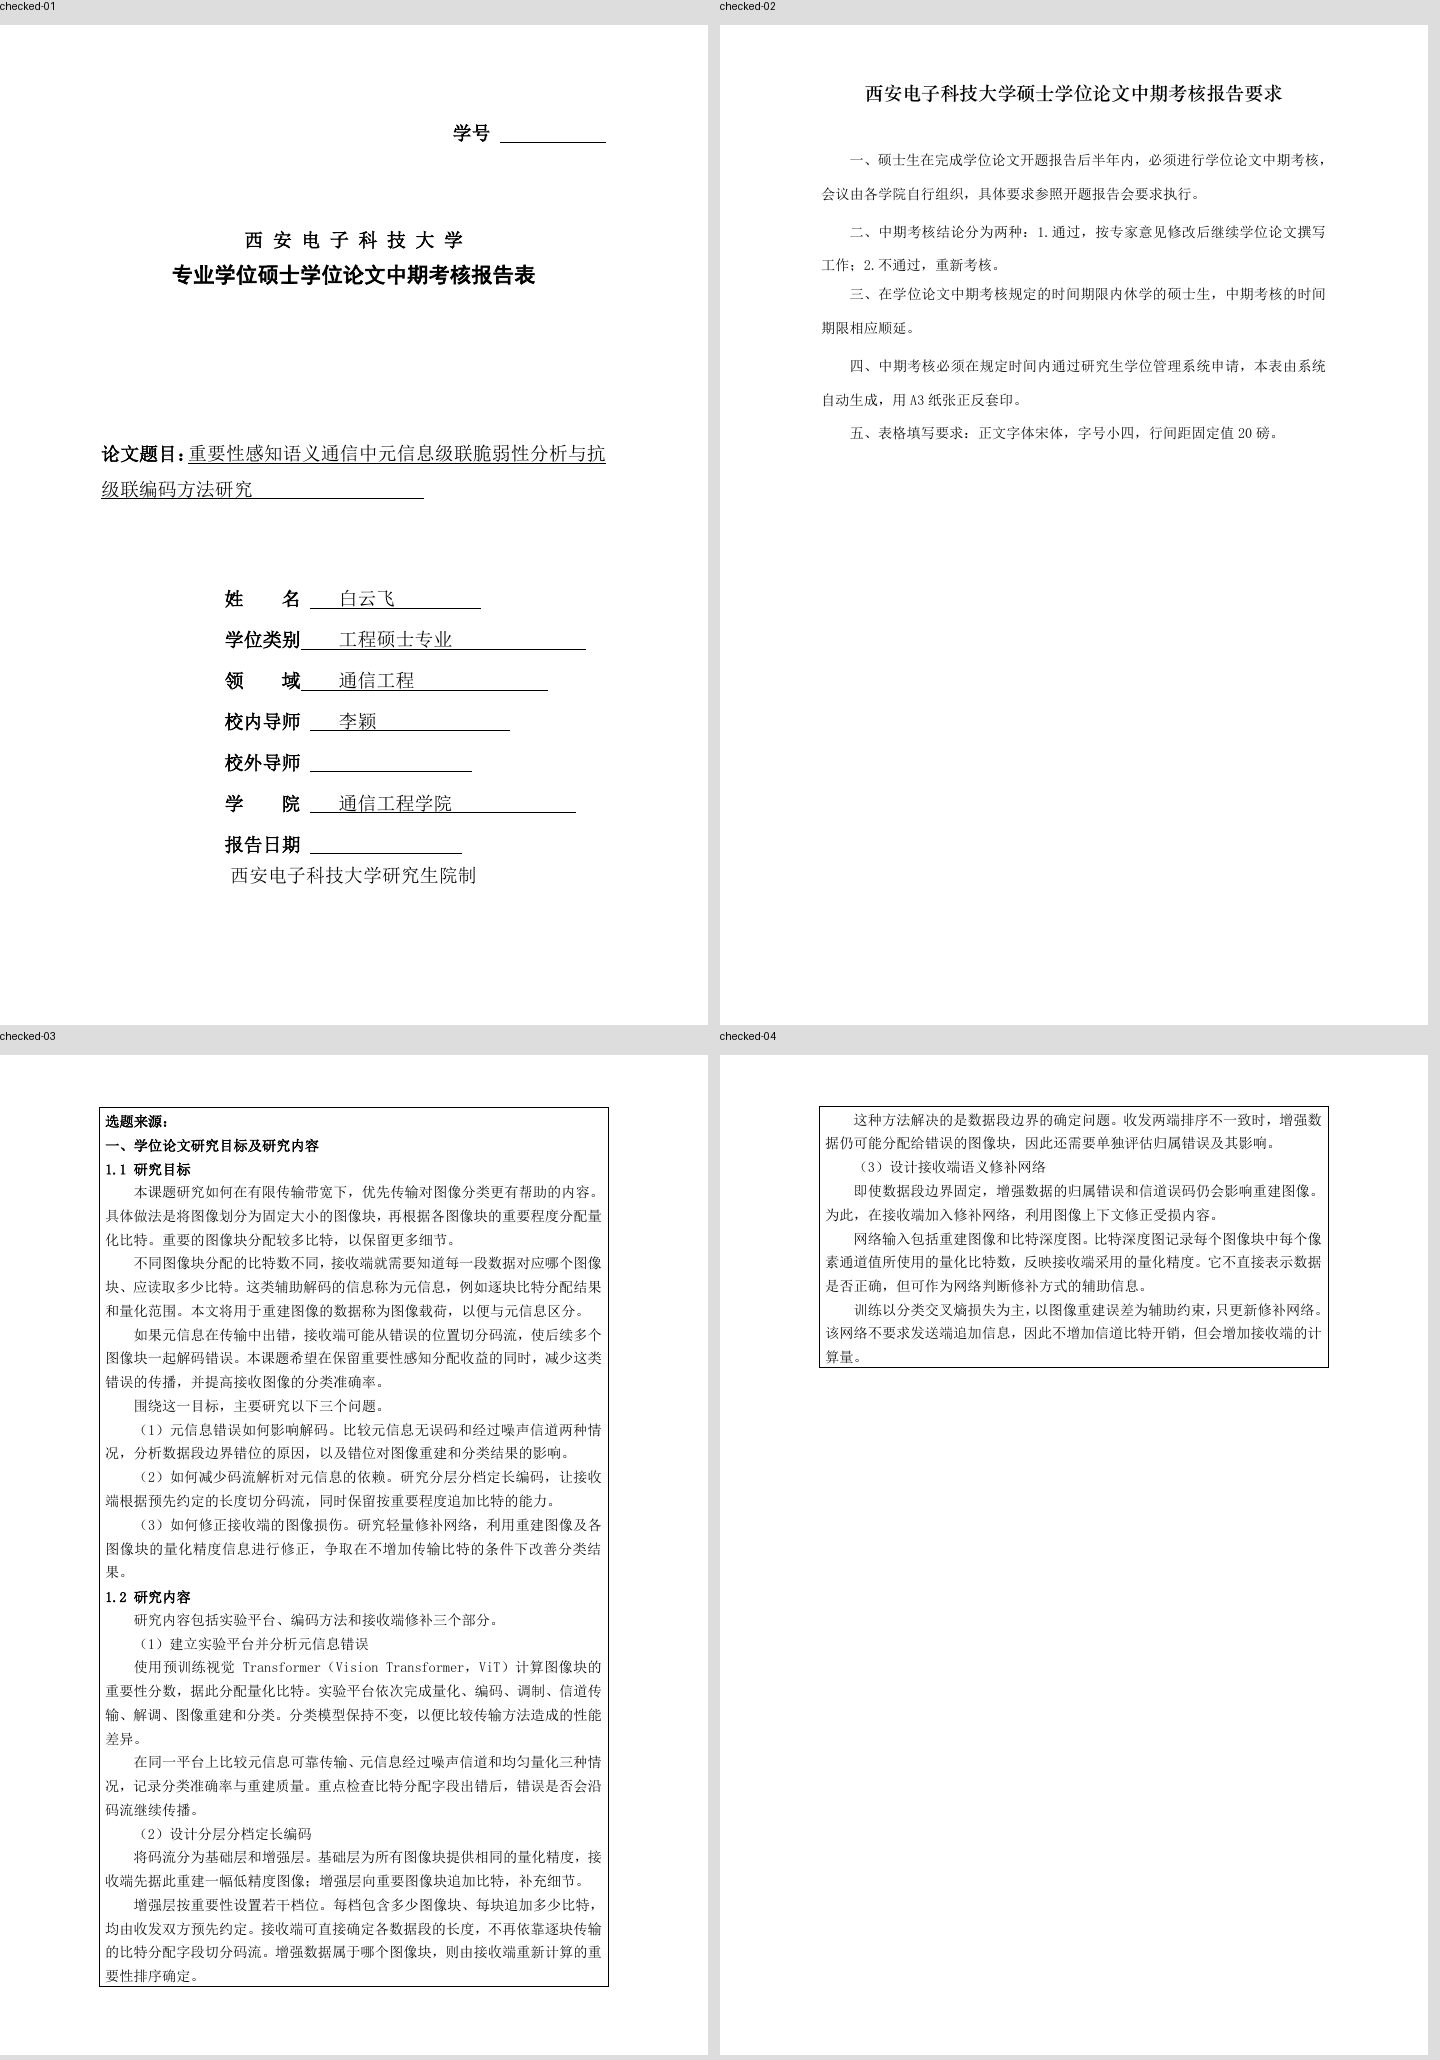 checked-01
学号
西 安 电 子 科 技 大 学
专业学位硕士学位论文中期考核报告表
论文题目：重要性感知语义通信中元信息级联脆弱性分析与抗
级联编码方法研究
姓　　名　白云飞
学位类别　工程硕士专业
领　　域　通信工程
校内导师　李颖
校外导师
学　　院　通信工程学院
报告日期
西安电子科技大学研究生院制
checked-02
西安电子科技大学硕士学位论文中期考核报告要求
一、硕士生在完成学位论文开题报告后半年内，必须进行学位论文中期考核，
会议由各学院自行组织，具体要求参照开题报告会要求执行。
二、中期考核结论分为两种：1.通过，按专家意见修改后继续学位论文撰写
工作；2.不通过，重新考核。
三、在学位论文中期考核规定的时间期限内休学的硕士生，中期考核的时间
期限相应顺延。
四、中期考核必须在规定时间内通过研究生学位管理系统申请，本表由系统
自动生成，用 A3 纸张正反套印。
五、表格填写要求：正文字体宋体，字号小四，行间距固定值 20 磅。
checked-03
选题来源：
一、学位论文研究目标及研究内容
1.1 研究目标
本课题研究如何在有限传输带宽下，优先传输对图像分类更有帮助的内容。
具体做法是将图像划分为固定大小的图像块，再根据各图像块的重要程度分配量
化比特。重要的图像块分配较多比特，以保留更多细节。
不同图像块分配的比特数不同，接收端就需要知道每一段数据对应哪个图像
块、应读取多少比特。这类辅助解码的信息称为元信息，例如逐块比特分配结果
和量化范围。本文将用于重建图像的数据称为图像载荷，以便与元信息区分。
如果元信息在传输中出错，接收端可能从错误的位置切分码流，使后续多个
图像块一起解码错误。本课题希望在保留重要性感知分配收益的同时，减少这类
错误的传播，并提高接收图像的分类准确率。
围绕这一目标，主要研究以下三个问题。
（1）元信息错误如何影响解码。比较元信息无误码和经过噪声信道两种情
况，分析数据段边界错位的原因，以及错位对图像重建和分类结果的影响。
（2）如何减少码流解析对元信息的依赖。研究分层分档定长编码，让接收
端根据预先约定的长度切分码流，同时保留按重要程度追加比特的能力。
（3）如何修正接收端的图像损伤。研究轻量修补网络，利用重建图像及各
图像块的量化精度信息进行修正，争取在不增加传输比特的条件下改善分类结
果。
1.2 研究内容
研究内容包括实验平台、编码方法和接收端修补三个部分。
（1）建立实验平台并分析元信息错误
使用预训练视觉 Transformer（Vision Transformer，ViT）计算图像块的
重要性分数，据此分配量化比特。实验平台依次完成量化、编码、调制、信道传
输、解调、图像重建和分类。分类模型保持不变，以便比较传输方法造成的性能
差异。
在同一平台上比较元信息可靠传输、元信息经过噪声信道和均匀量化三种情
况，记录分类准确率与重建质量。重点检查比特分配字段出错后，错误是否会沿
码流继续传播。
（2）设计分层分档定长编码
将码流分为基础层和增强层。基础层为所有图像块提供相同的量化精度，接
收端先据此重建一幅低精度图像；增强层向重要图像块追加比特，补充细节。
增强层按重要性设置若干档位。每档包含多少图像块、每块追加多少比特，
均由收发双方预先约定。接收端可直接确定各数据段的长度，不再依靠逐块传输
的比特分配字段切分码流。增强数据属于哪个图像块，则由接收端重新计算的重
要性排序确定。
checked-04
这种方法解决的是数据段边界的确定问题。收发两端排序不一致时，增强数
据仍可能分配给错误的图像块，因此还需要单独评估归属错误及其影响。
（3）设计接收端语义修补网络
即使数据段边界固定，增强数据的归属错误和信道误码仍会影响重建图像。
为此，在接收端加入修补网络，利用图像上下文修正受损内容。
网络输入包括重建图像和比特深度图。比特深度图记录每个图像块中每个像
素通道值所使用的量化比特数，反映接收端采用的量化精度。它不直接表示数据
是否正确，但可作为网络判断修补方式的辅助信息。
训练以分类交叉熵损失为主，以图像重建误差为辅助约束，只更新修补网络。
该网络不要求发送端追加信息，因此不增加信道比特开销，但会增加接收端的计
算量。